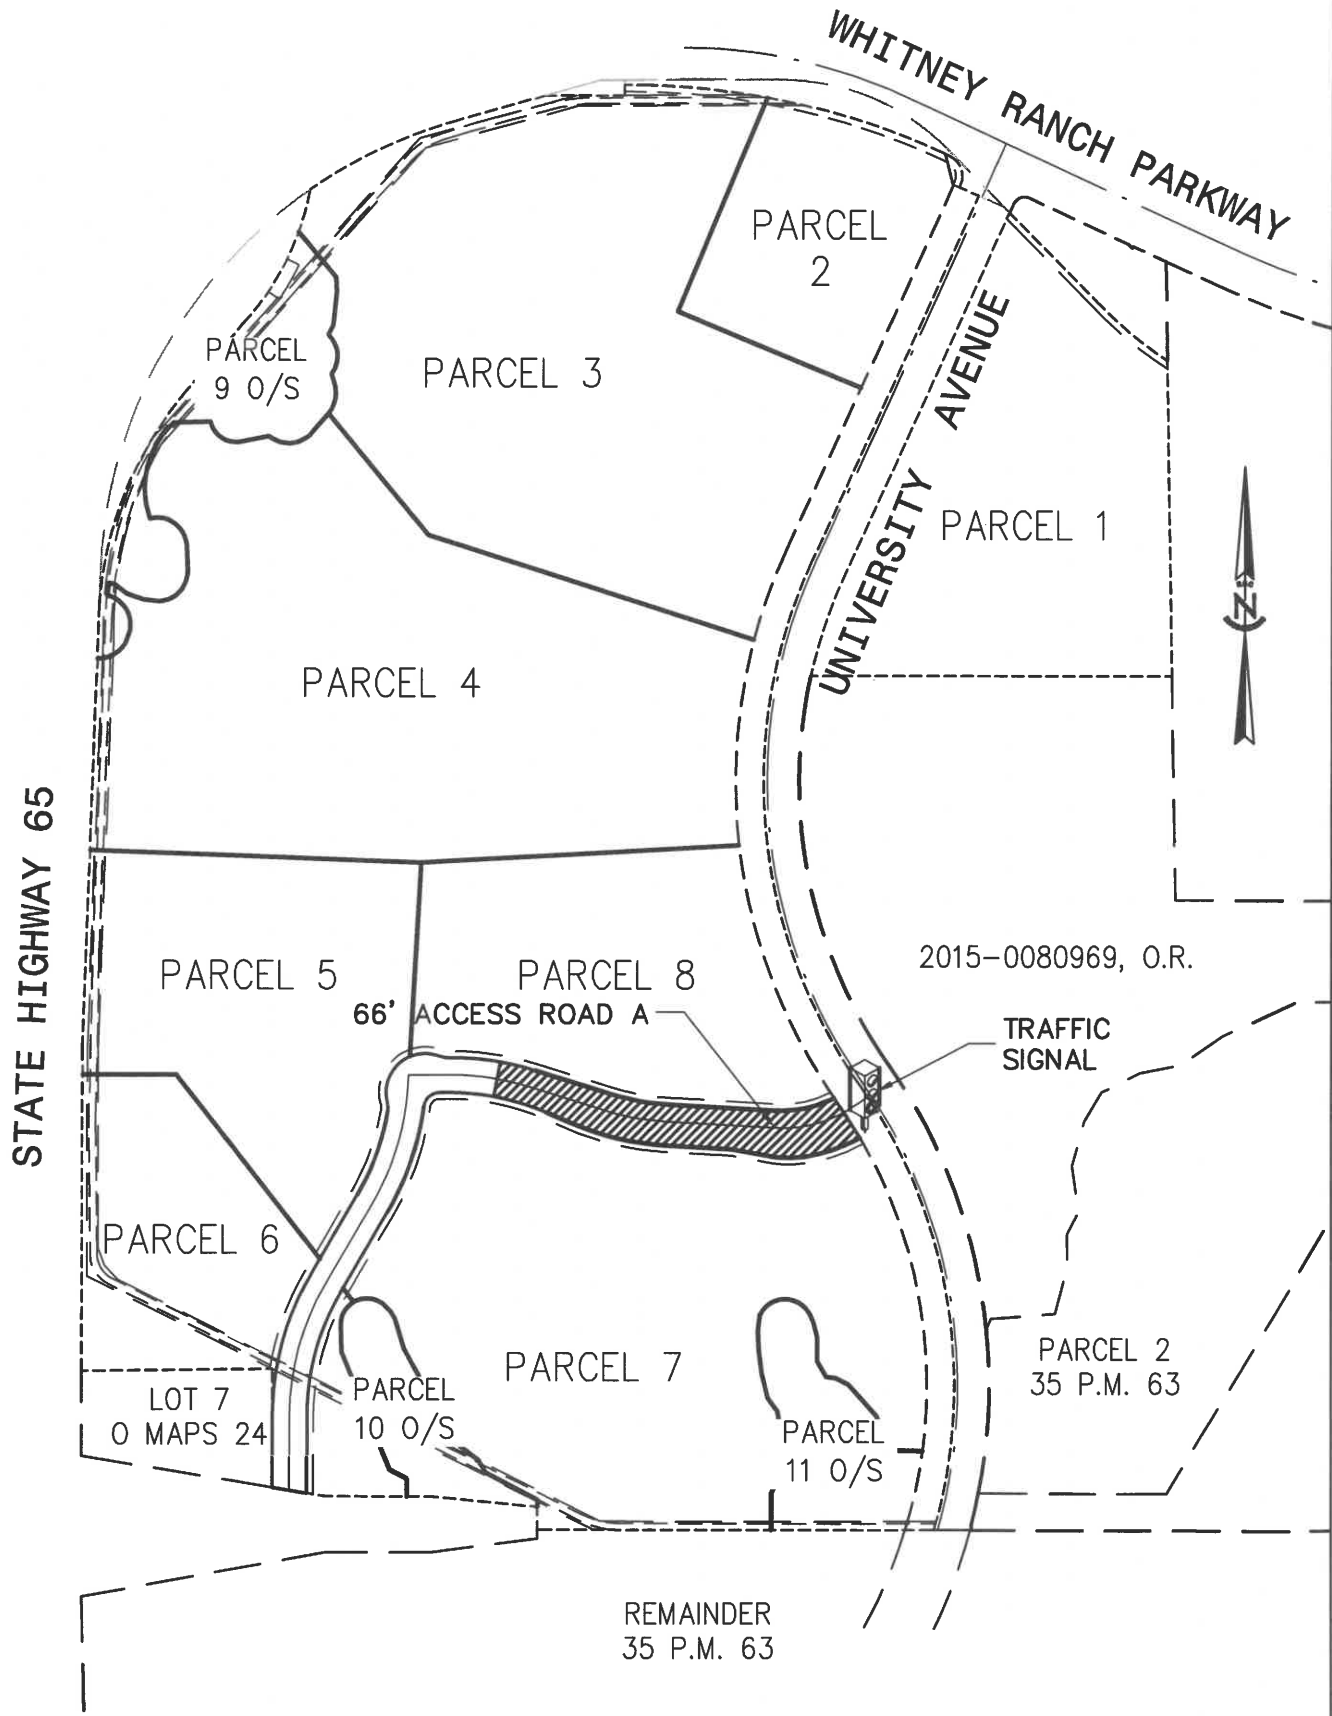 WHITNEY RANCH PARKWAY
PARCEL
2
PARCEL
9 O/S
PARCEL 3
UNIVERSITY AVENUE
PARCEL 1
N
PARCEL 4
STATE HIGHWAY 65
PARCEL 5
PARCEL 8
2015-0080969, O.R.
66' ACCESS ROAD A
TRAFFIC
SIGNAL
PARCEL 6
PARCEL 7
PARCEL 2
35 P.M. 63
LOT 7
O MAPS 24
PARCEL
10 O/S
PARCEL
11 O/S
REMAINDER
35 P.M. 63